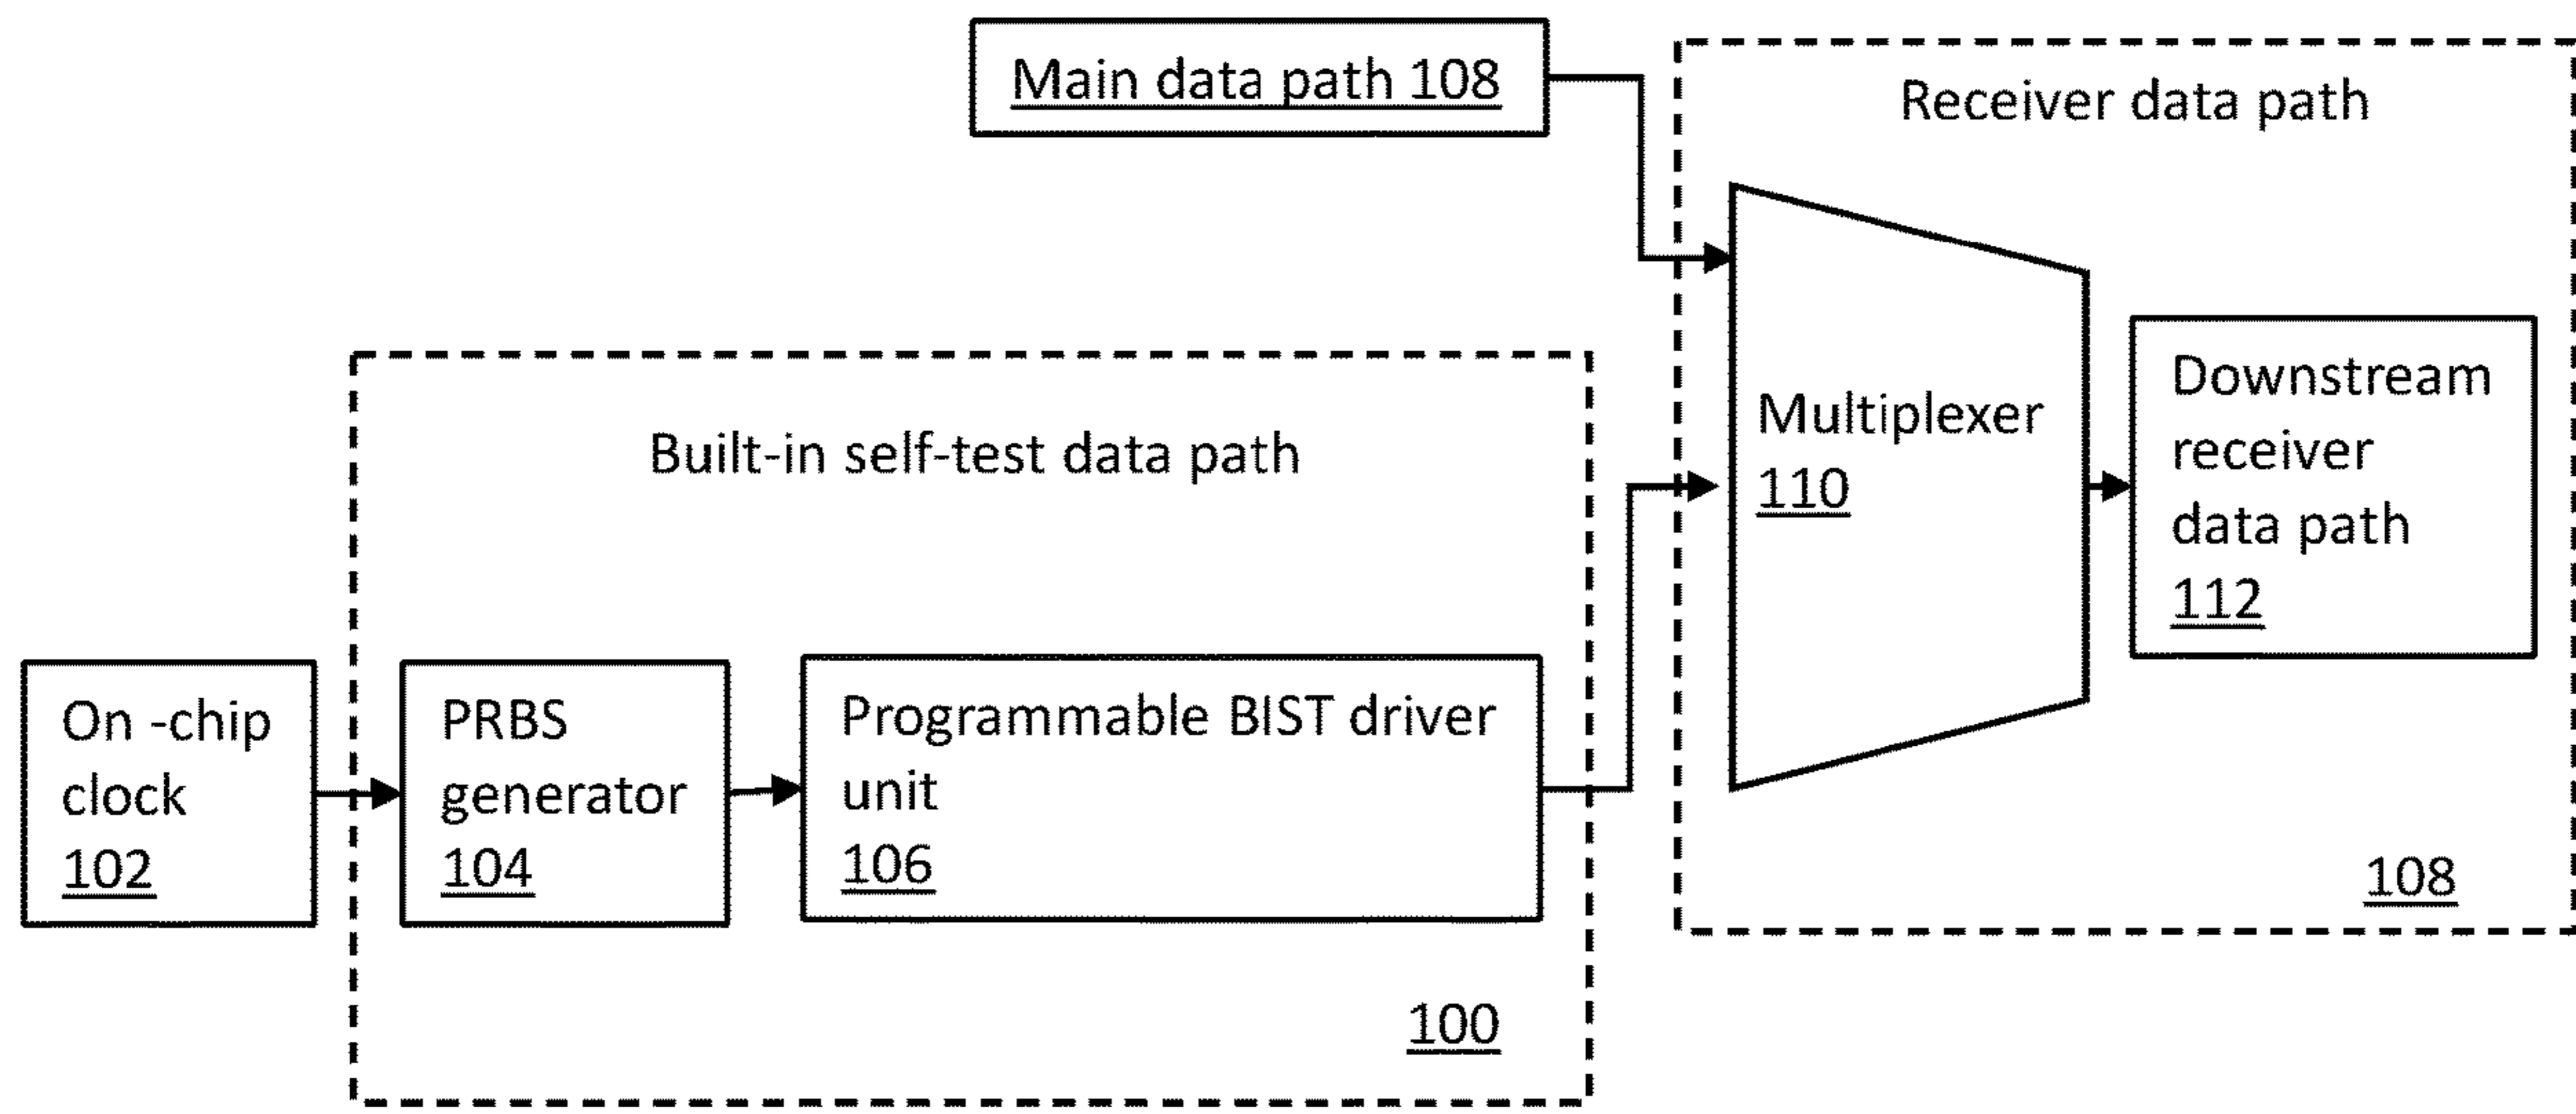 Main data path 108
Receiver data path
Multiplexer
110
Downstream
receiver
data path
112
108
Built-in self-test data path
On -chip
clock
102
PRBS
generator
104
Programmable BIST driver
unit
106
100